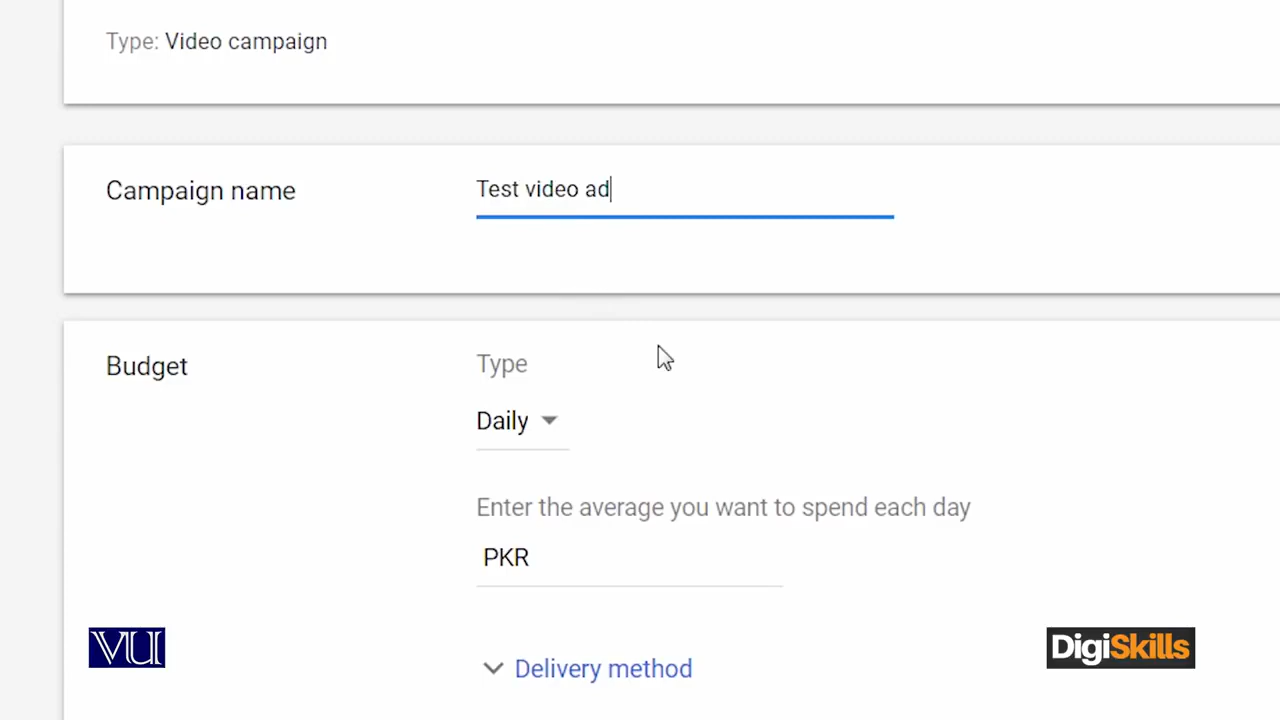 Type: Video campaign
Campaign name
Test video ad
Budget
Type
Daily
Enter the average you want to spend each day
PKR
Delivery method
VU
DigiSkills